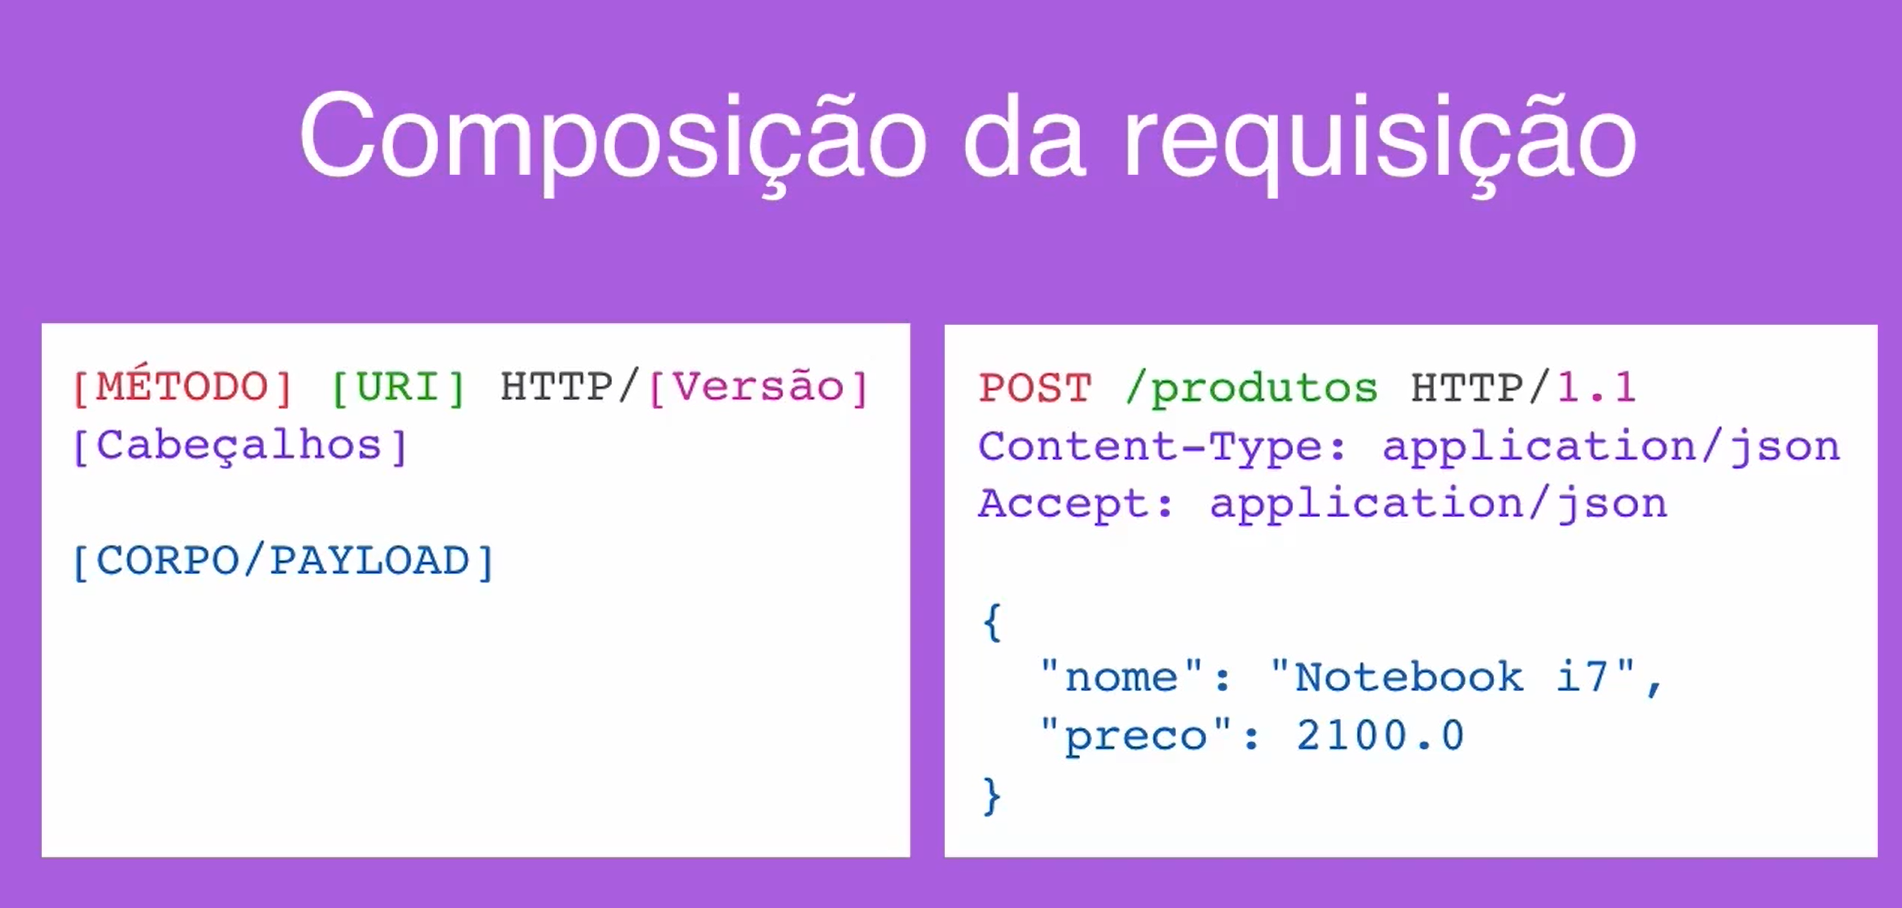 Composição da requisição
[MÉTODO] [URI] HTTP/[Versão]
[Cabeçalhos]
[CORPO/PAYLOAD]
POST /produtos HTTP/1.1
Content-Type: application/json
Accept: application/json
{
"nome": "Notebook i7",
"preco": 2100.0
}